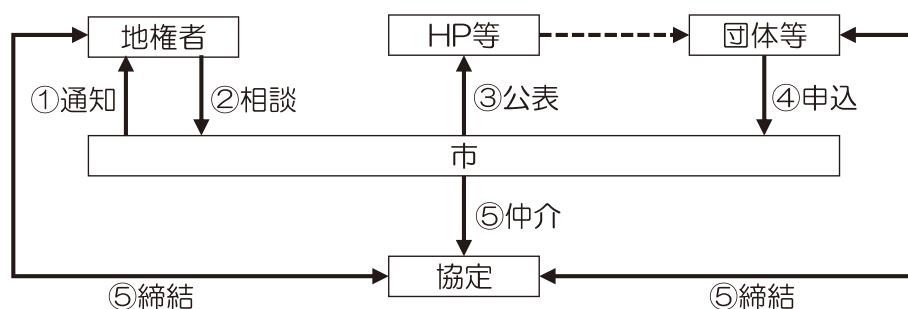 地権者
HP等
団体等
①通知
②相談
③公表
④申込
市
⑤仲介
協定
⑤締結
⑤締結